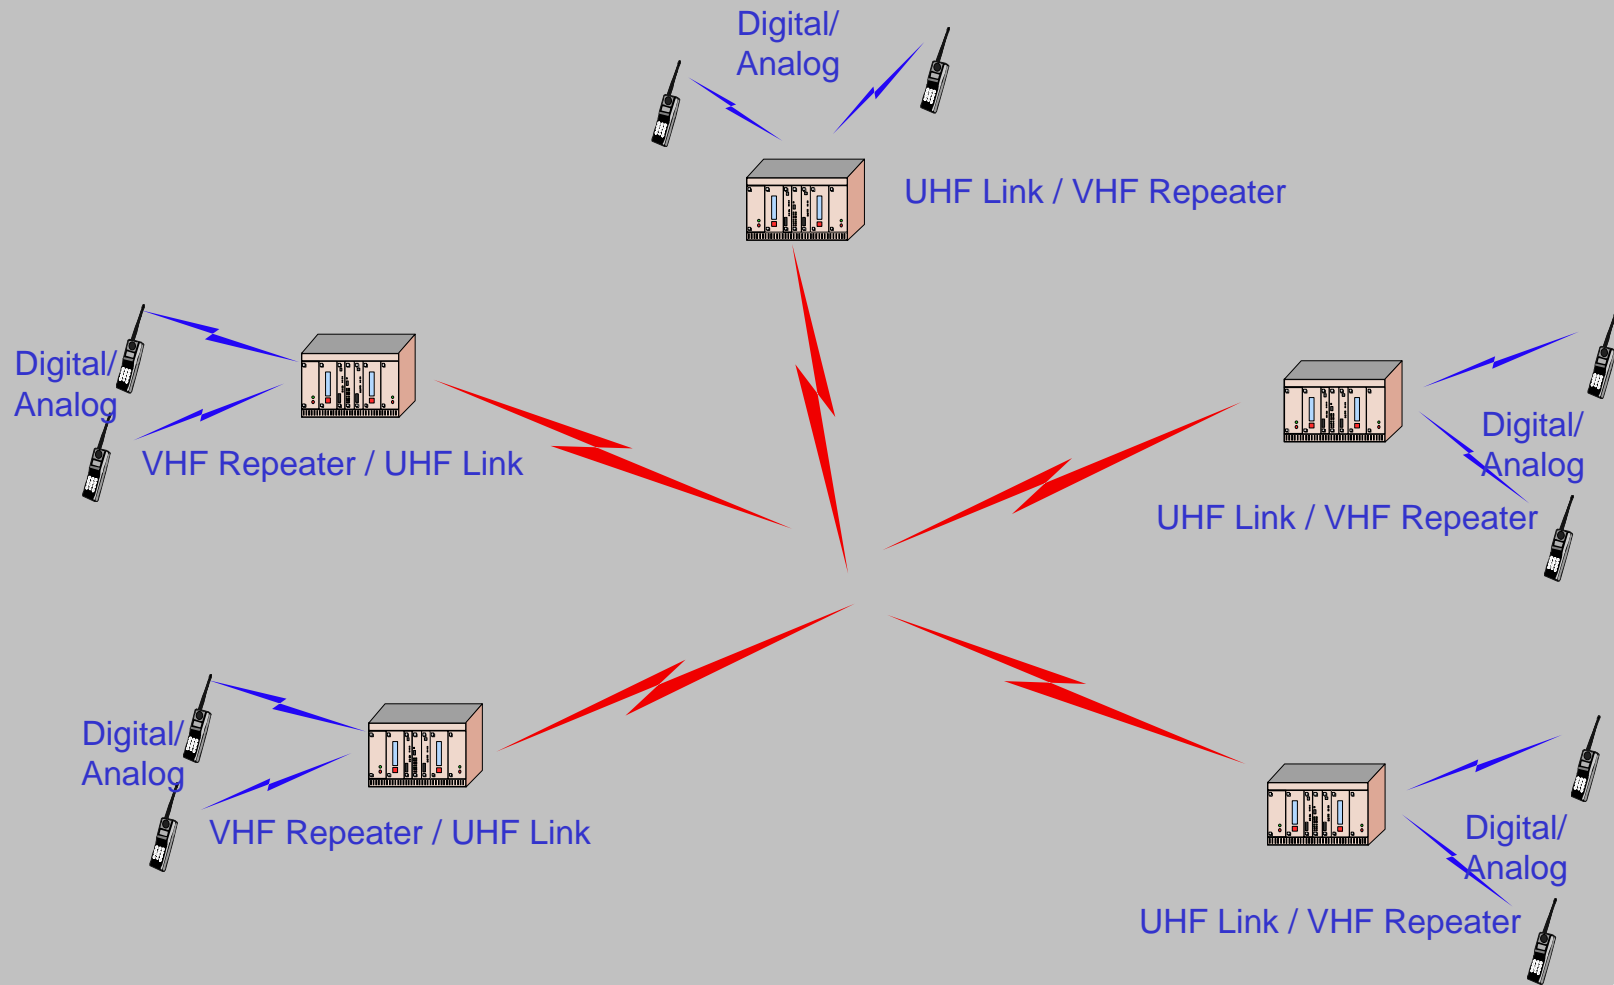 Digital/
Analog
UHF Link / VHF Repeater
Digital/
Analog
VHF Repeater / UHF Link
Digital/
Analog
UHF Link / VHF Repeater
Digital/
Analog
VHF Repeater / UHF Link
Digital/
Analog
UHF Link / VHF Repeater